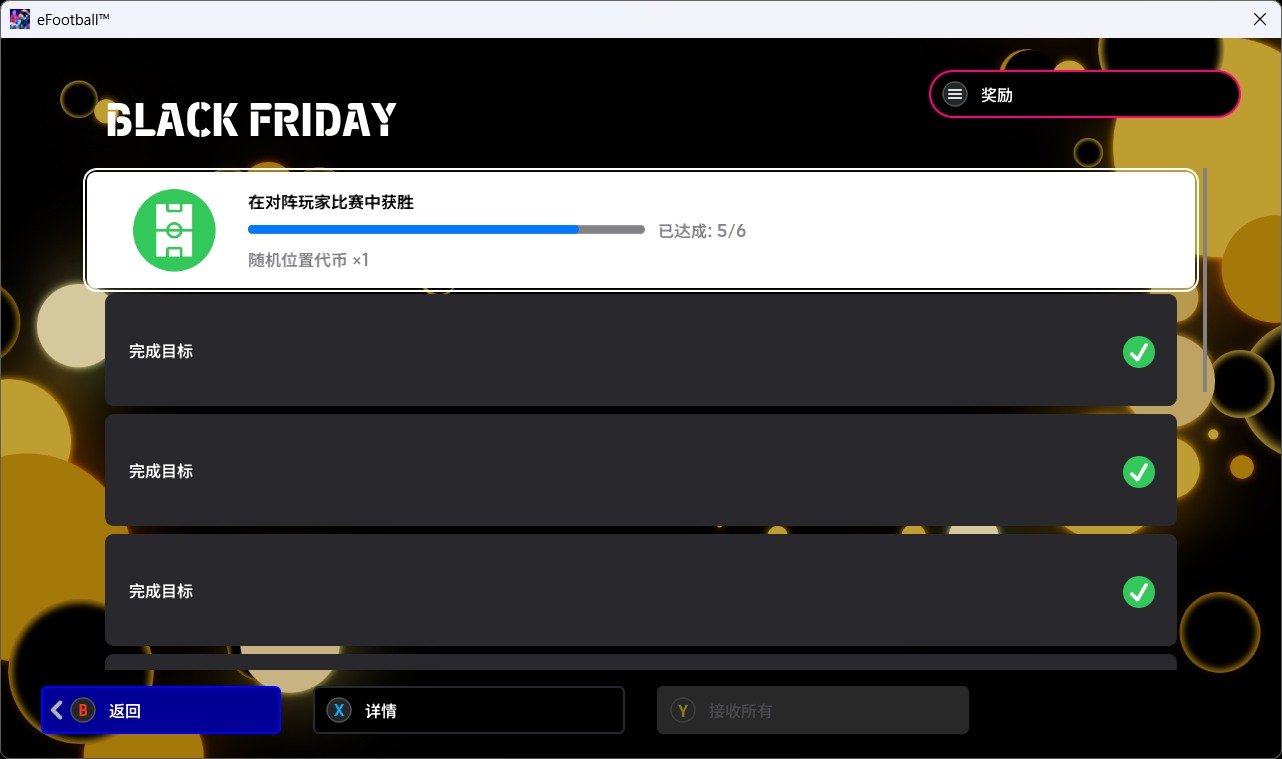 eFootball™
BLACK FRIDAY
奖励
在对阵玩家比赛中获胜
已达成: 5/6
随机位置代币 ×1
完成目标
完成目标
完成目标
B 返回
X 详情
Y 接收所有